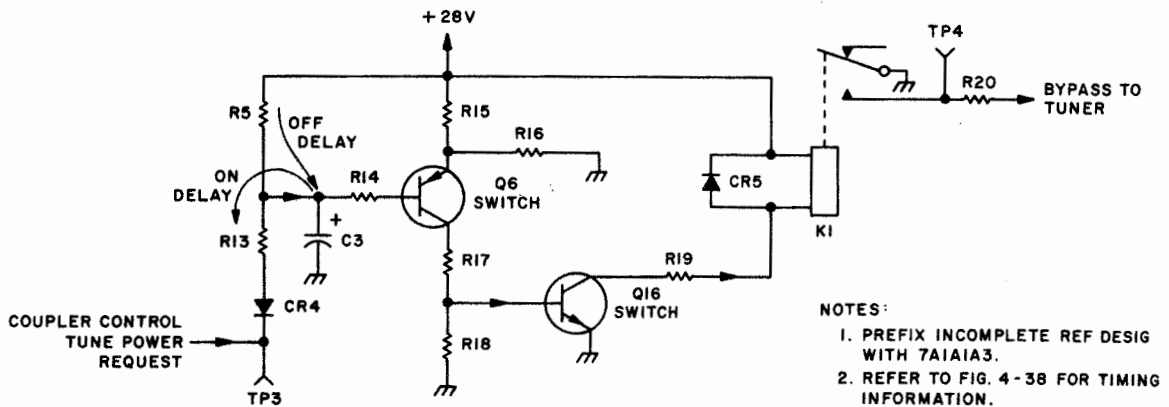 +28V
TP4
R20
BYPASS TO
TUNER
R5
OFF
DELAY
R15
R16
ON
DELAY
R14
Q6
SWITCH
CR5
R13
+
C3
K1
R17
R19
CR4
Q16
SWITCH
COUPLER CONTROL
TUNE POWER
REQUEST
R18
TP3
NOTES:
1. PREFIX INCOMPLETE REF DESIG
WITH 7A1A1A3.
2. REFER TO FIG. 4-38 FOR TIMING
INFORMATION.